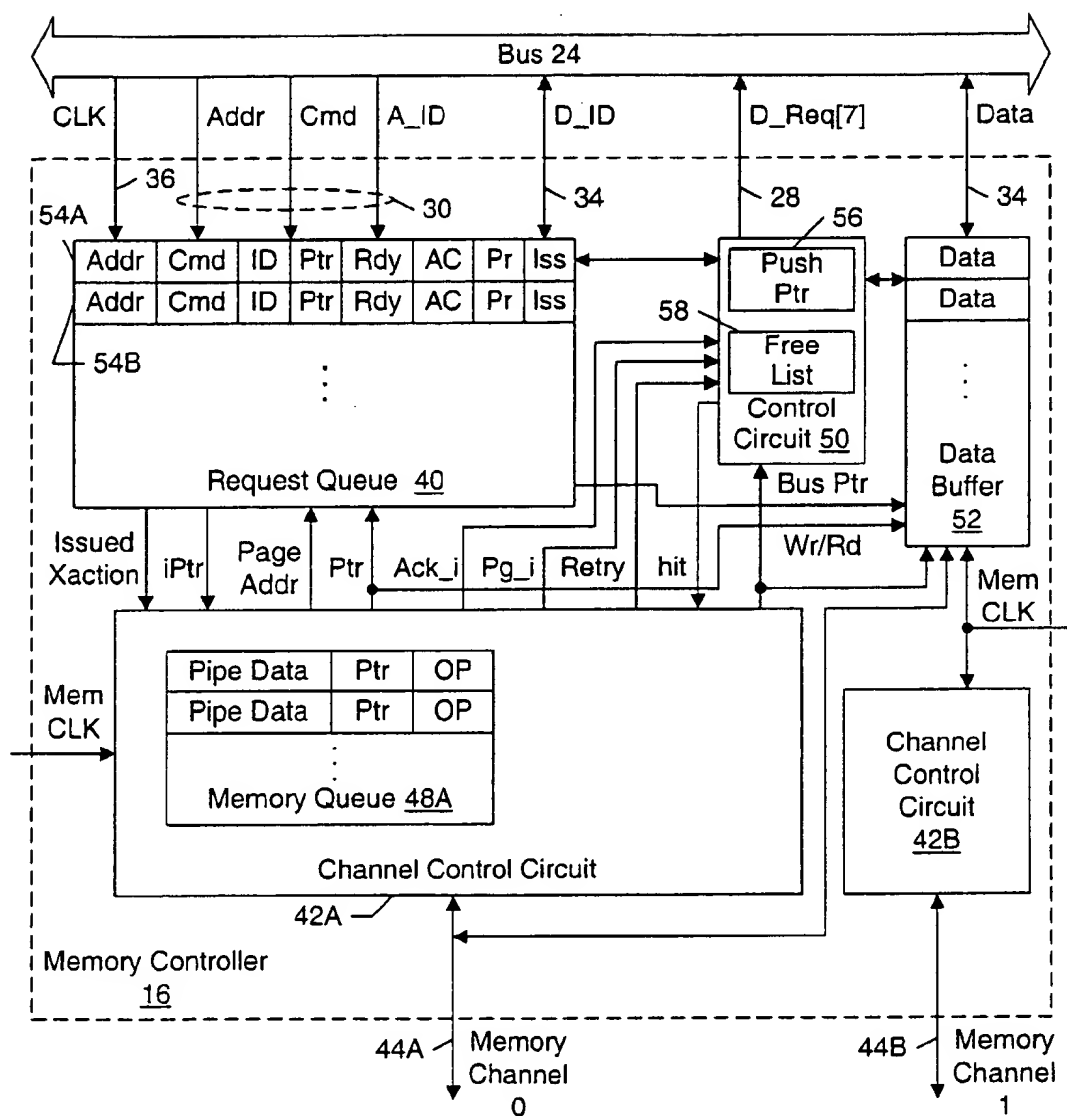 Bus 24
CLK
Addr
Cmd
A_ID
D_ID
D_Req[7]
Data
36
30
34
28
56
34
54A
Addr Cmd ID Ptr Rdy AC Pr Iss
Addr Cmd ID Ptr Rdy AC Pr Iss
54B
Push
Ptr
58
Free
List
Control
Circuit 50
Data
Data
Data
Buffer
52
Request Queue 40
Bus Ptr
Wr/Rd
Issued
Xaction
iPtr
Page
Addr
Ptr
Ack_i
Pg_i
Retry
hit
Mem
CLK
Pipe Data Ptr OP
Pipe Data Ptr OP
Memory Queue 48A
Mem
CLK
Channel
Control
Circuit
42B
Channel Control Circuit
42A
Memory Controller
16
44A
Memory
Channel
0
44B
Memory
Channel
1